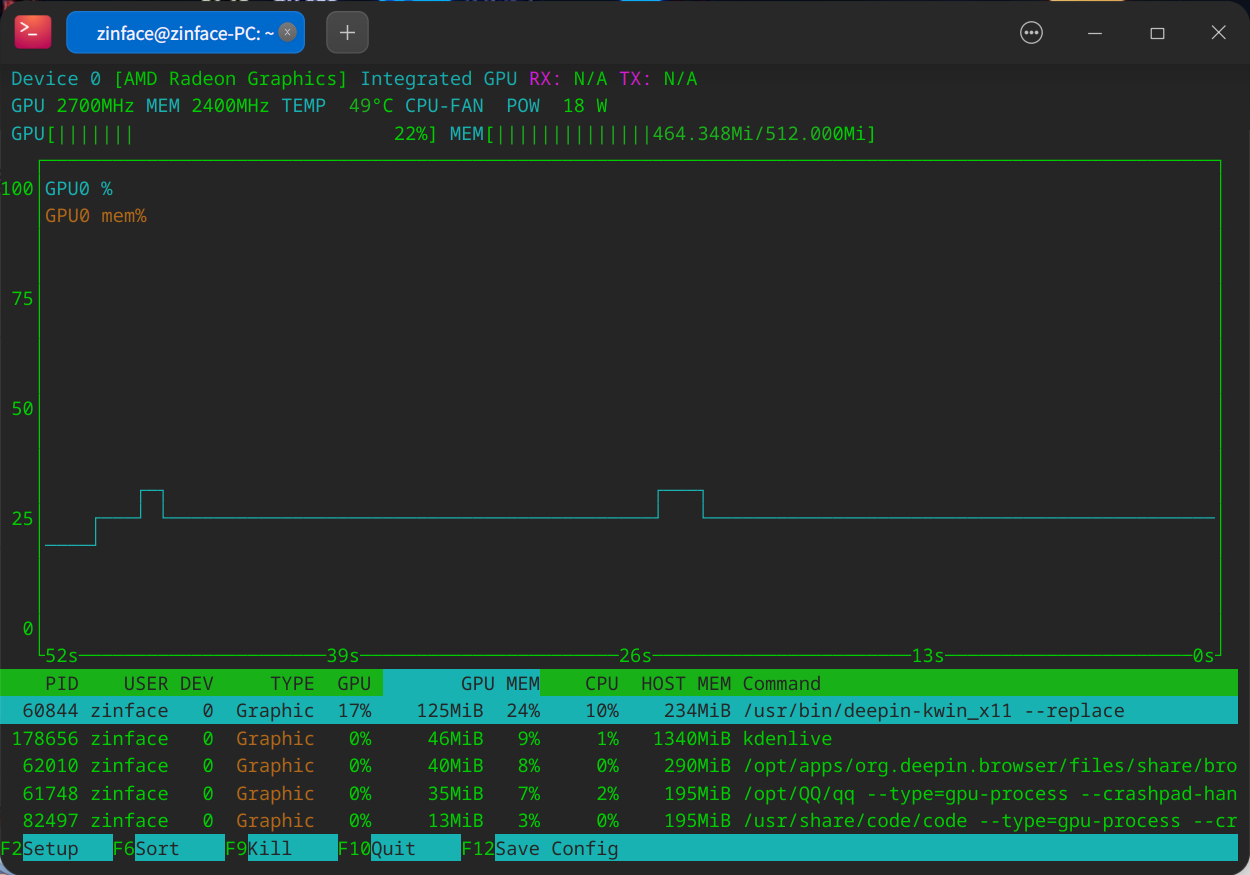 zinface@zinface-PC: ~
Device 0 [AMD Radeon Graphics] Integrated GPU RX: N/A TX: N/A
GPU 2700MHz MEM 2400MHz TEMP 49°C CPU-FAN POW 18 W
GPU[||||||| 22%] MEM[||||||||||||||464.348Mi/512.000Mi]
100 GPU0 %
GPU0 mem%
75
50
25
0
52s 39s 26s 13s 0s
PID USER DEV TYPE GPU GPU MEM CPU HOST MEM Command
60844 zinface 0 Graphic 17% 125MiB 24% 10% 234MiB /usr/bin/deepin-kwin_x11 --replace
178656 zinface 0 Graphic 0% 46MiB 9% 1% 1340MiB kdenlive
62010 zinface 0 Graphic 0% 40MiB 8% 0% 290MiB /opt/apps/org.deepin.browser/files/share/bro
61748 zinface 0 Graphic 0% 35MiB 7% 2% 195MiB /opt/QQ/qq --type=gpu-process --crashpad-han
82497 zinface 0 Graphic 0% 13MiB 3% 0% 195MiB /usr/share/code/code --type=gpu-process --cr
F2Setup F6Sort F9Kill F10Quit F12Save Config